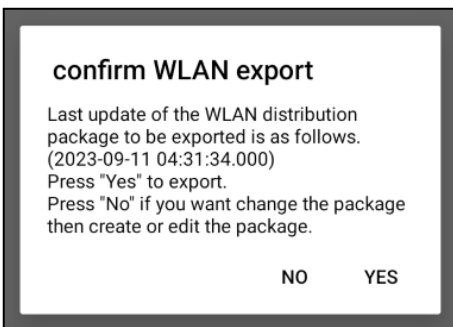 confirm WLAN export
Last update of the WLAN distribution
package to be exported is as follows.
(2023-09-11 04:31:34.000)
Press "Yes" to export.
Press "No" if you want change the package
then create or edit the package.
NO YES